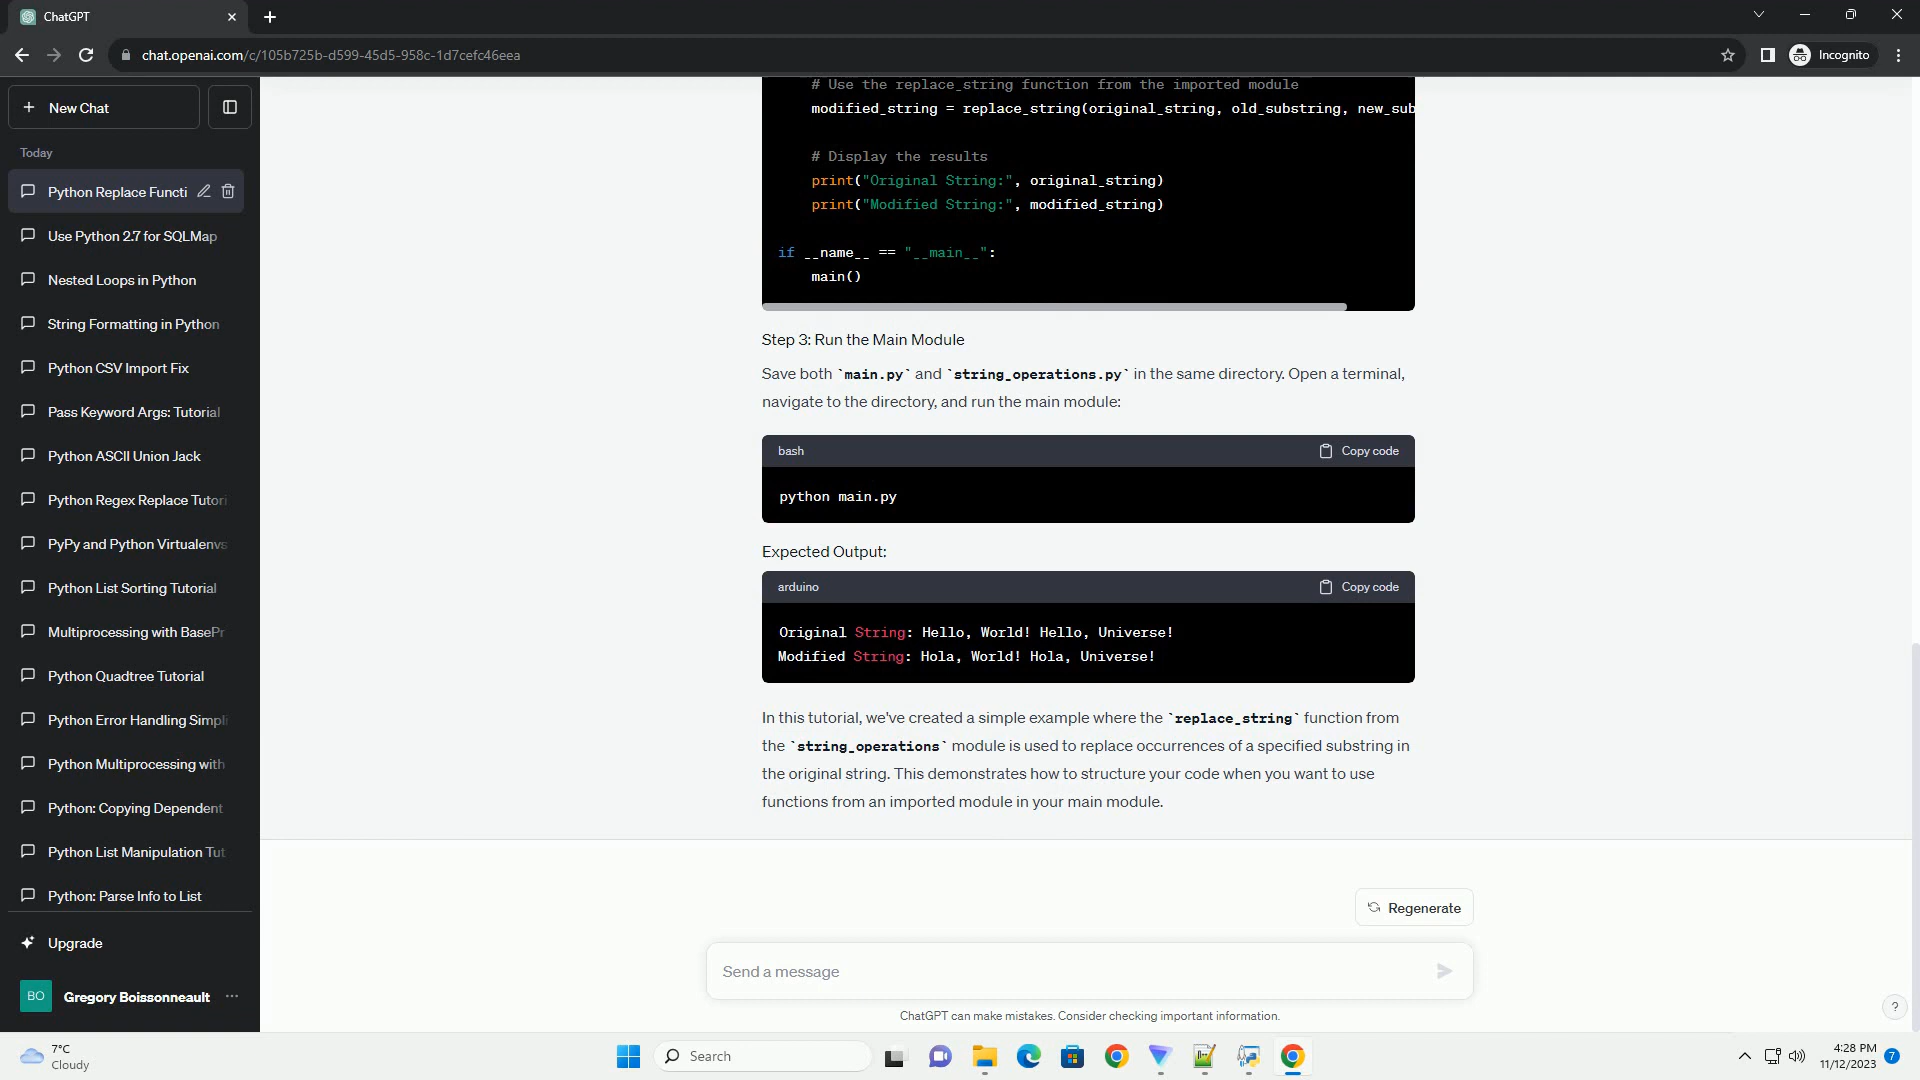 ChatGPT
chat.openai.com/c/105b725b-d599-45d5-958c-1d7cefc46eea
Incognito
New Chat
Today
Python Replace Functi
Use Python 2.7 for SQLMap
Nested Loops in Python
String Formatting in Python
Python CSV Import Fix
Pass Keyword Args: Tutorial
Python ASCII Union Jack
Python Regex Replace Tutori
PyPy and Python Virtualenvs
Python List Sorting Tutorial
Multiprocessing with BasePr
Python Quadtree Tutorial
Python Error Handling Simpli
Python Multiprocessing with
Python: Copying Dependent
Python List Manipulation Tut
Python: Parse Info to List
Upgrade
BO Gregory Boissonneault
# Use the replace_string function from the imported module
modified_string = replace_string(original_string, old_substring, new_sub
# Display the results
print("Original String:", original_string)
print("Modified String:", modified_string)
if __name__ == "__main__":
main()
Step 3: Run the Main Module
Save both `main.py` and `string_operations.py` in the same directory. Open a terminal,
navigate to the directory, and run the main module:
bash Copy code
python main.py
Expected Output:
arduino Copy code
Original String: Hello, World! Hello, Universe!
Modified String: Hola, World! Hola, Universe!
In this tutorial, we've created a simple example where the `replace_string` function from
the `string_operations` module is used to replace occurrences of a specified substring in
the original string. This demonstrates how to structure your code when you want to use
functions from an imported module in your main module.
Regenerate
Send a message
ChatGPT can make mistakes. Consider checking important information.
?
7°C
Cloudy
Search
4:28 PM
11/12/2023
7